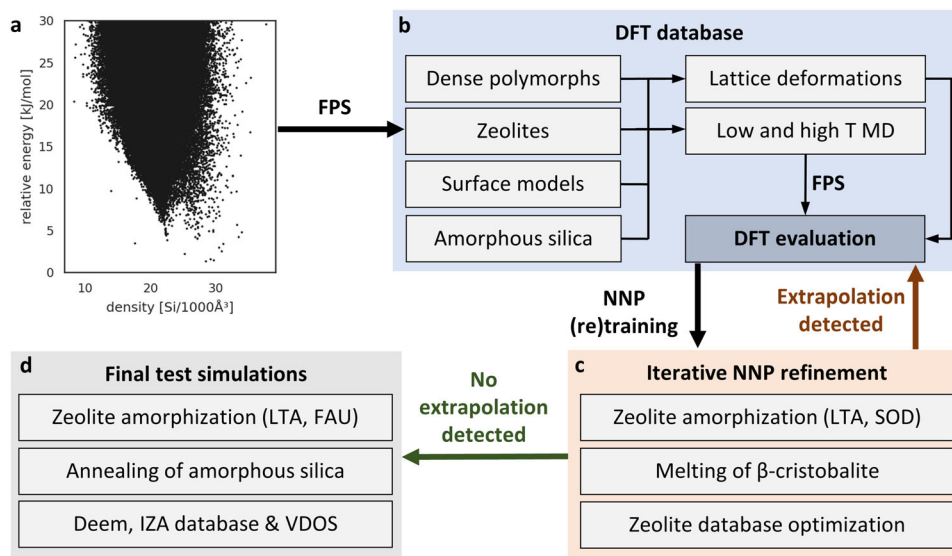 a
30
25
20
15
10
5
0
relative energy [kJ/mol]
10
20
30
density [Si/1000Å³]
FPS
b
DFT database
Dense polymorphs
Zeolites
Surface models
Amorphous silica
Lattice deformations
Low and high T MD
FPS
DFT evaluation
NNP
(re)training
Extrapolation
detected
c
Iterative NNP refinement
Zeolite amorphization (LTA, SOD)
Melting of β-cristobalite
Zeolite database optimization
No
extrapolation
detected
d
Final test simulations
Zeolite amorphization (LTA, FAU)
Annealing of amorphous silica
Deem, IZA database & VDOS